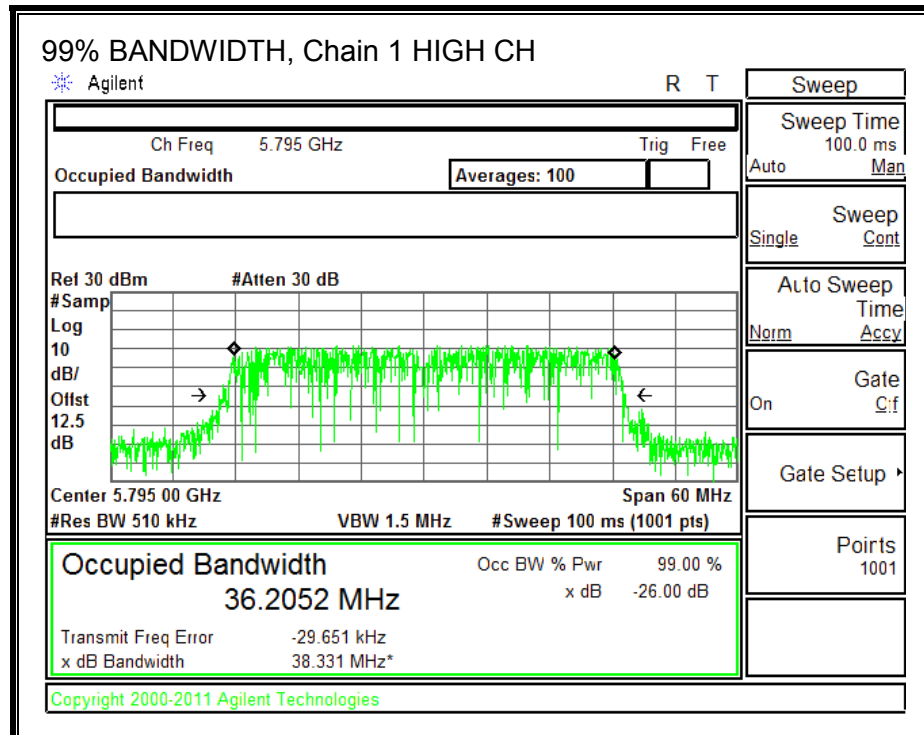 99% BANDWIDTH, Chain 1 HIGH CH
Agilent R T
Ch Freq 5.795 GHz Trig Free
Occupied Bandwidth Averages: 100
Ref 30 dBm #Atten 30 dB
#Samp
Log
10
dB/
Offst
12.5
dB
Center 5.795 00 GHz Span 60 MHz
#Res BW 510 kHz VBW 1.5 MHz #Sweep 100 ms (1001 pts)
Occupied Bandwidth
36.2052 MHz
Occ BW % Pwr 99.00 %
x dB -26.00 dB
Transmit Freq Error -29.651 kHz
x dB Bandwidth 38.331 MHz*
Copyright 2000-2011 Agilent Technologies
Sweep
Sweep Time
100.0 ms
Auto Man
Sweep
Single Cont
Auto Sweep
Time
Norm Accy
Gate
On Off
Gate Setup
Points
1001